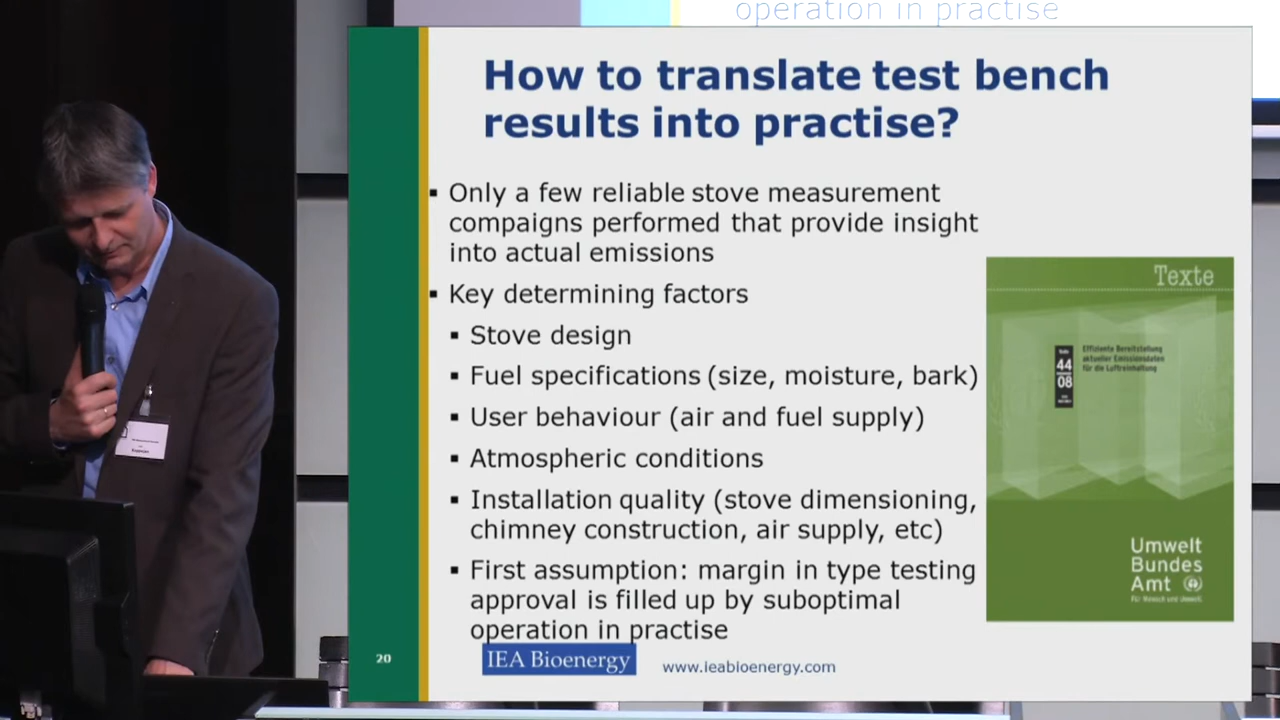 operation in practise
How to translate test bench
results into practise?
▪ Only a few reliable stove measurement
compaigns performed that provide insight
into actual emissions
▪ Key determining factors
▪ Stove design
▪ Fuel specifications (size, moisture, bark)
▪ User behaviour (air and fuel supply)
▪ Atmospheric conditions
▪ Installation quality (stove dimensioning,
chimney construction, air supply, etc)
▪ First assumption: margin in type testing
approval is filled up by suboptimal
operation in practise
Texte
44
08
Effiziente Bereitstellung
aktueller Emissionsdaten
für die Luftreinhaltung
Umwelt
Bundes
Amt
Für Mensch und Umwelt
20
IEA Bioenergy
www.ieabioenergy.com